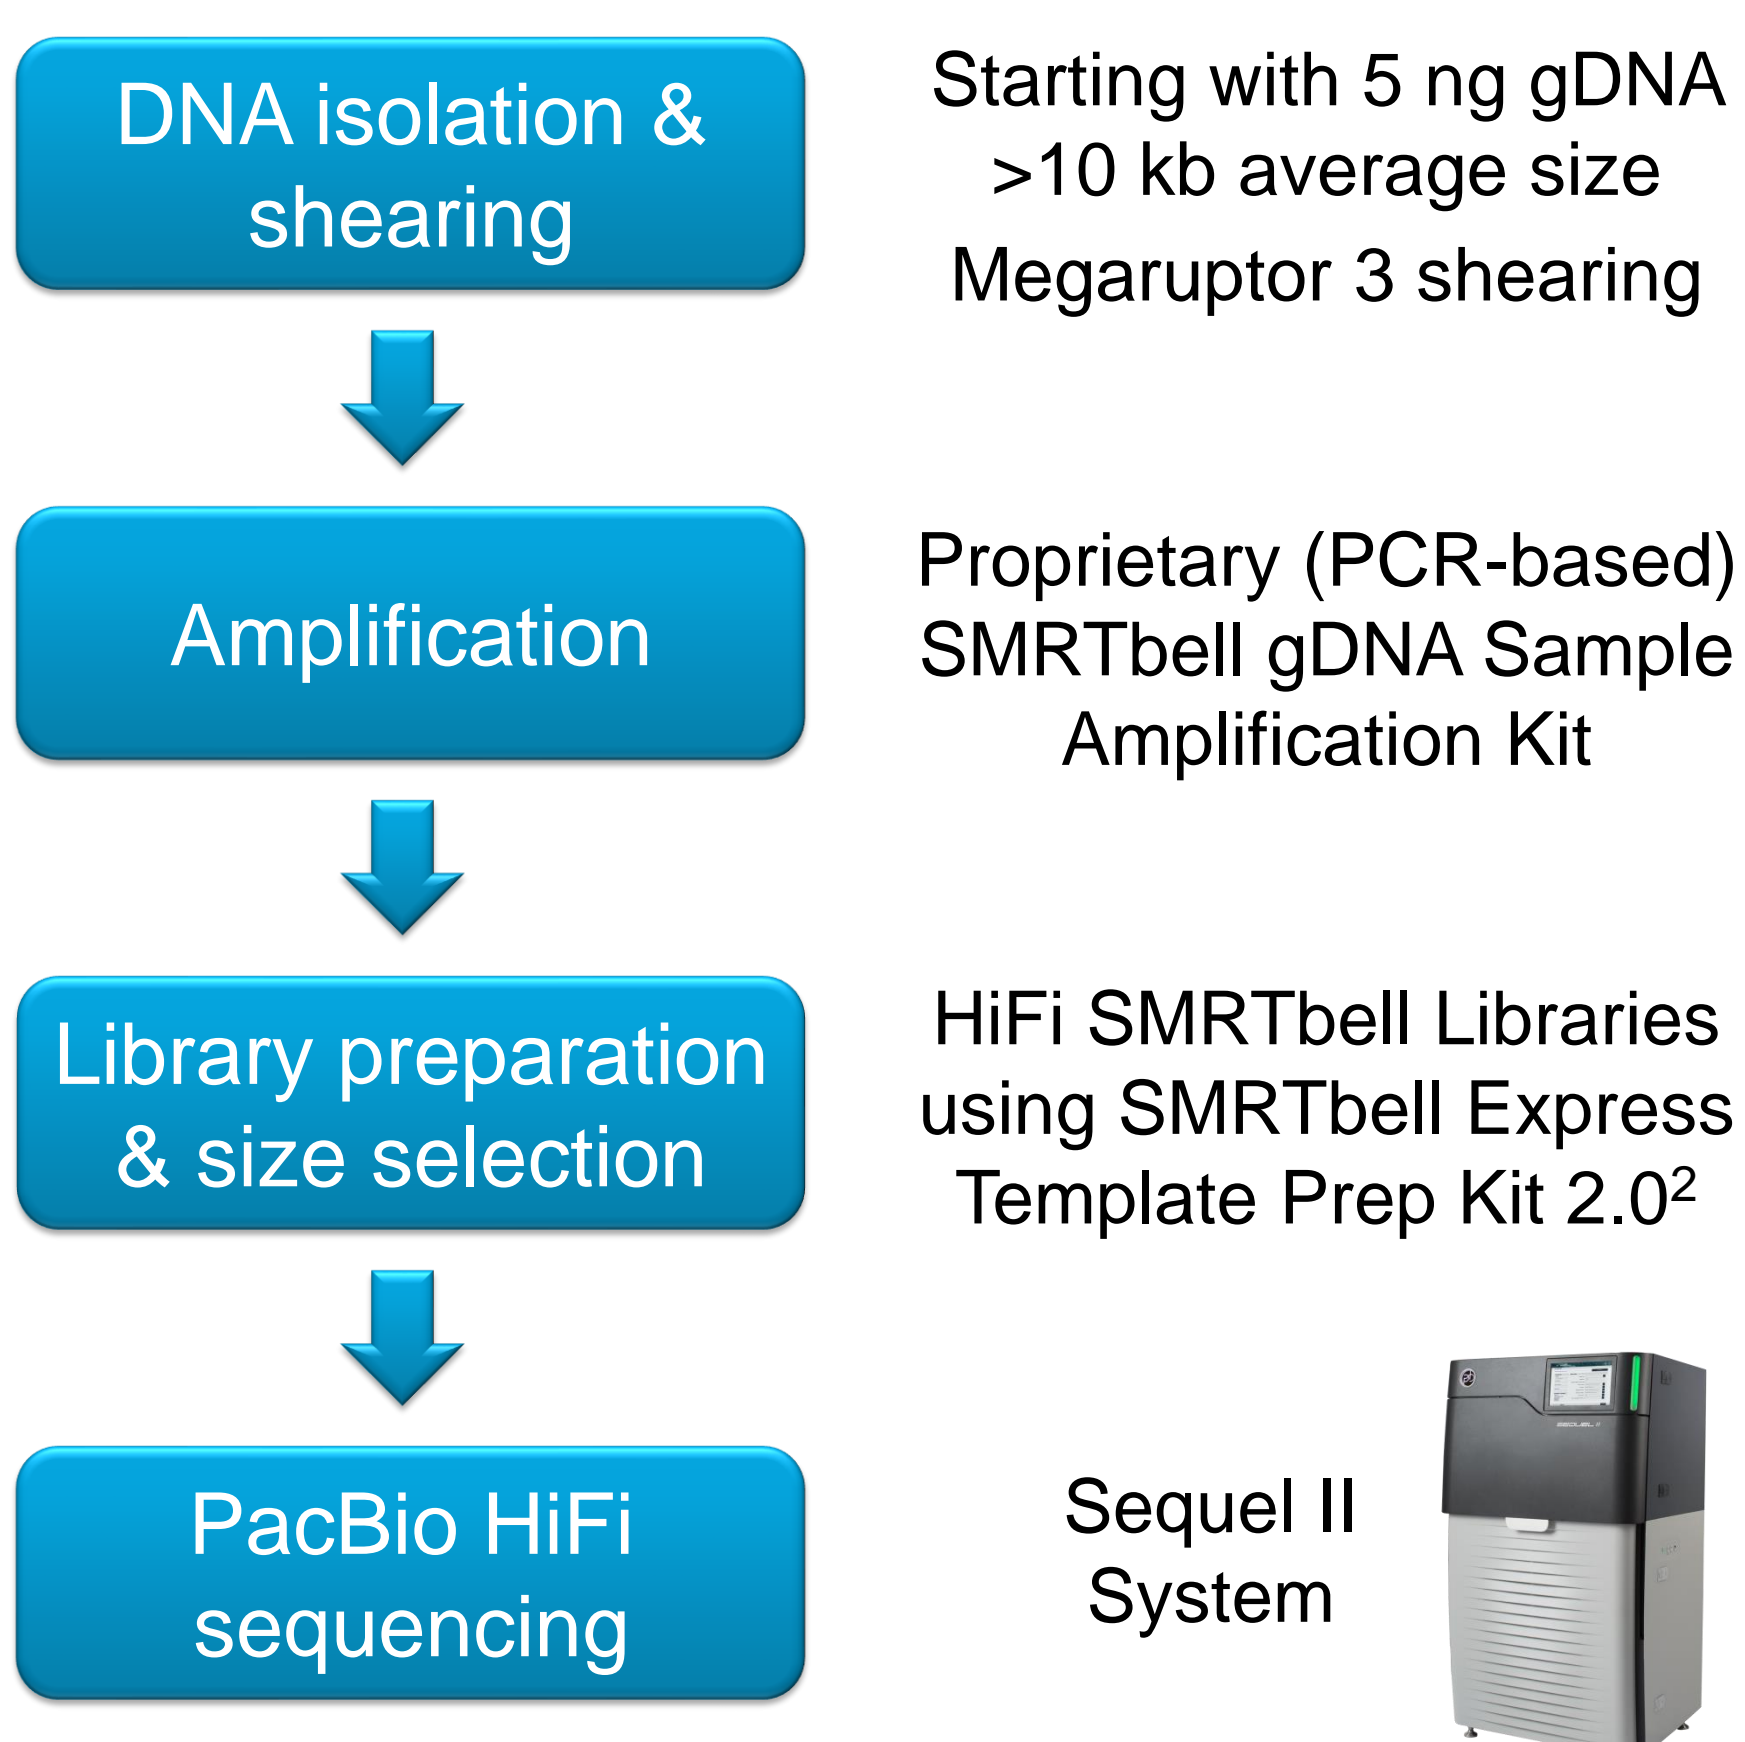 DNA isolation &
shearing
Starting with 5 ng gDNA
>10 kb average size
Megaruptor 3 shearing
Amplification
Proprietary (PCR-based)
SMRTbell gDNA Sample
Amplification Kit
Library preparation
& size selection
HiFi SMRTbell Libraries
using SMRTbell Express
Template Prep Kit 2.0²
PacBio HiFi
sequencing
Sequel II
System
SEQUEL II